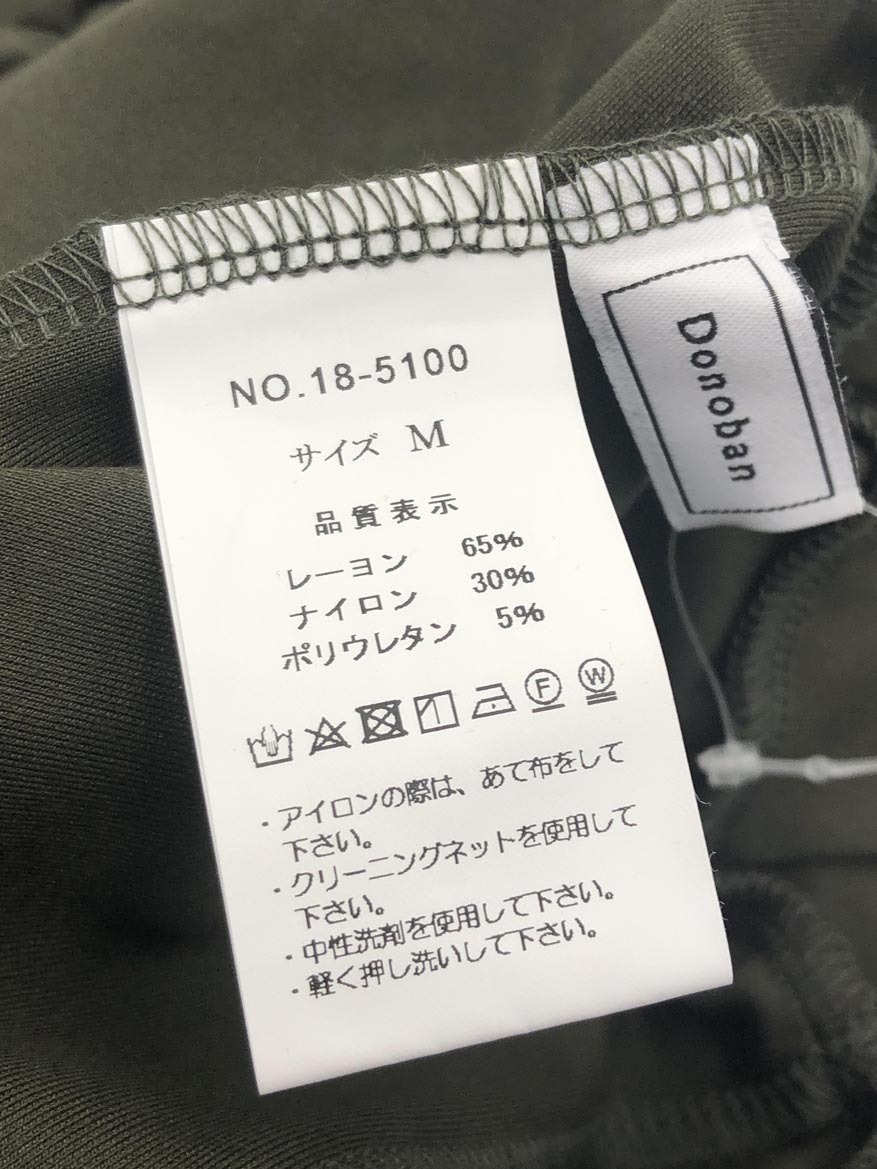 NO.18-5100
サイズ M
品質表示
レーヨン 65%
ナイロン 30%
ポリウレタン 5%
F W
・アイロンの際は、あて布をして
下さい。
・クリーニングネットを使用して
下さい。
・中性洗剤を使用して下さい。
・軽く押し洗いして下さい。
Donoban